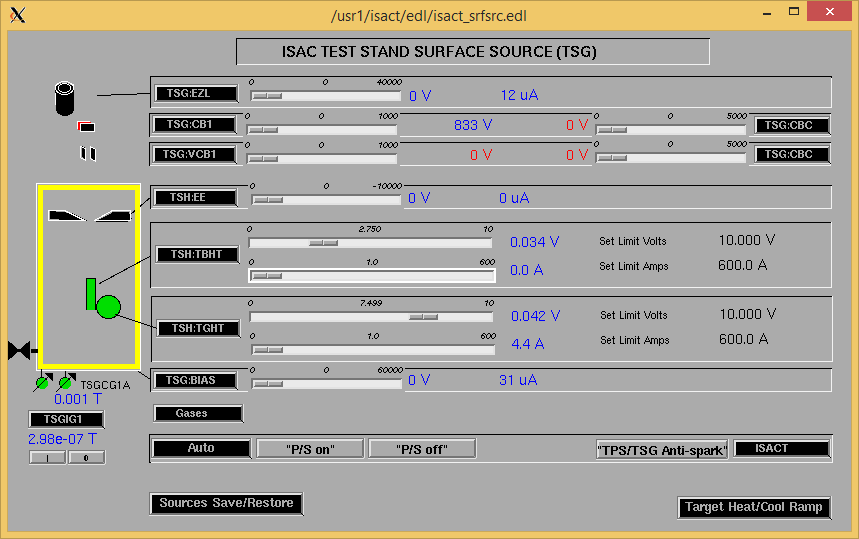 /usr1/isact/edl/isact_srfsrc.edl
ISAC TEST STAND SURFACE SOURCE (TSG)
TSG:EZL 0 0 40000 0 V 12 uA
TSG:CB1 0 0 1000 833 V 0 V 0 0 5000 TSG:CBC
TSG:VCB1 0 0 1000 0 V 0 V 0 0 5000 TSG:CBC
TSH:EE 0 0 -10000 0 V 0 uA
TSH:TBHT 0 2.750 10 0.034 V Set Limit Volts 10.000 V
0 1.0 600 0.0 A Set Limit Amps 600.0 A
TSH:TGHT 0 7.499 10 0.042 V Set Limit Volts 10.000 V
0 1.0 600 4.4 A Set Limit Amps 600.0 A
TSG:BIAS 0 0 60000 0 V 31 uA
TSGCG1A
0.001 T
TSGIG1
2.98e-07 T
I 0
Gases
Auto "P/S on" "P/S off" "TPS/TSG Anti-spark" ISACT
Sources Save/Restore
Target Heat/Cool Ramp